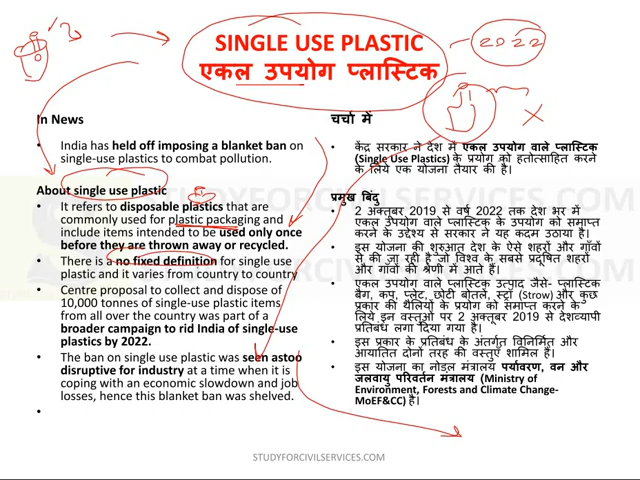 SINGLE USE PLASTIC
एकल उपयोग प्लास्टिक
2022
In News
• India has held off imposing a blanket ban on
single-use plastics to combat pollution.
About single use plastic
• It refers to disposable plastics that are
commonly used for plastic packaging and
include items intended to be used only once
before they are thrown away or recycled.
• There is a no fixed definition for single use
plastic and it varies from country to country
• Centre proposal to collect and dispose of
10,000 tonnes of single-use plastic items
from all over the country was part of a
broader campaign to rid India of single-use
plastics by 2022.
• The ban on single use plastic was seen astoo
disruptive for industry at a time when it is
coping with an economic slowdown and job
losses, hence this blanket ban was shelved.
•
चर्चा में
• केंद्र सरकार ने देश में एकल उपयोग वाले प्लास्टिक
(Single Use Plastics) के प्रयोग को हतोत्साहित करने
के लिये एक योजना तैयार की है।
प्रमुख बिंदु
• 2 अक्तूबर 2019 से वर्ष 2022 तक देश भर में
एकल उपयोग वाले प्लास्टिक के उपयोग को समाप्त
करने के उद्देश्य से सरकार ने यह कदम उठाया है।
• इस योजना की शुरुआत देश के ऐसे शहरों और गाँवों
से की जा रही है जो विश्व के सबसे प्रदूषित शहरों
और गाँवों की श्रेणी में आते हैं।
• एकल उपयोग वाले प्लास्टिक उत्पाद जैसे- प्लास्टिक
बैग, कप, प्लेट, छोटी बोतलें, स्ट्रॉ (Strow) और कुछ
प्रकार की थैलियों के प्रयोग को समाप्त करने के
लिये इन वस्तुओं पर 2 अक्तूबर 2019 से देशव्यापी
प्रतिबंध लगा दिया गया है।
• इस प्रकार के प्रतिबंध के अंतर्गत विनिर्मित और
आयातित दोनों तरह की वस्तुएँ शामिल हैं।
• इस योजना का नोडल मंत्रालय पर्यावरण, वन और
जलवायु परिवर्तन मंत्रालय (Ministry of
Environment, Forests and Climate Change-
MoEF&CC) है।
STUDYFORCIVILSERVICES.COM